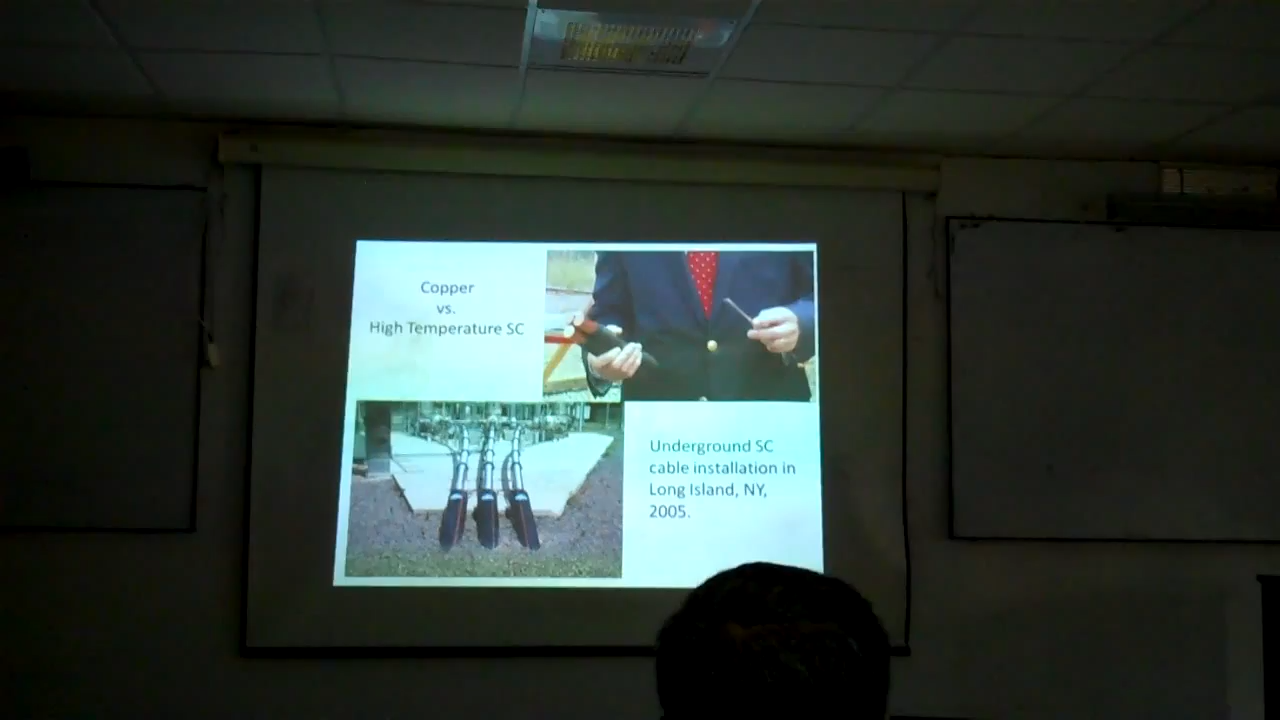 Copper
vs.
High Temperature SC
Underground SC
cable installation in
Long Island, NY,
2005.